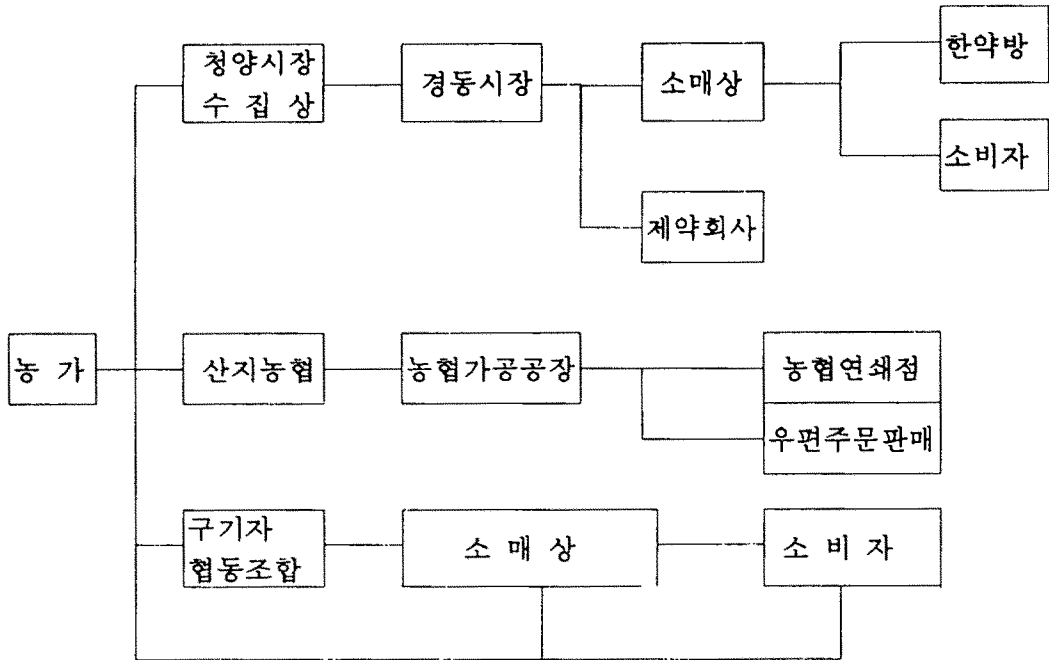 한약방
청양시장
수 집 상
경동시장
소매상
소비자
제약회사
농 가
산지농협
농협가공공장
농협연쇄점
우편주문판매
구기자
협동조합
소 매 상
소 비 자